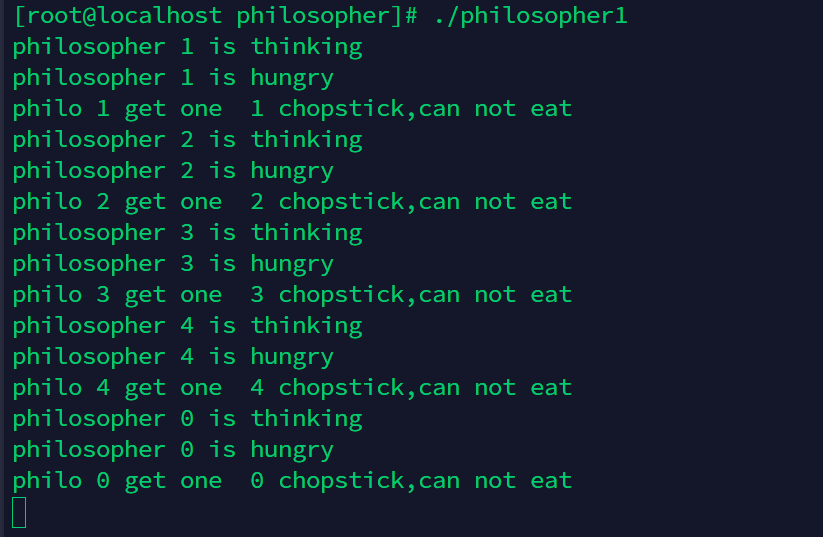 [root@localhost philosopher]# ./philosopher1
philosopher 1 is thinking
philosopher 1 is hungry
philo 1 get one  1 chopstick,can not eat
philosopher 2 is thinking
philosopher 2 is hungry
philo 2 get one  2 chopstick,can not eat
philosopher 3 is thinking
philosopher 3 is hungry
philo 3 get one  3 chopstick,can not eat
philosopher 4 is thinking
philosopher 4 is hungry
philo 4 get one  4 chopstick,can not eat
philosopher 0 is thinking
philosopher 0 is hungry
philo 0 get one  0 chopstick,can not eat